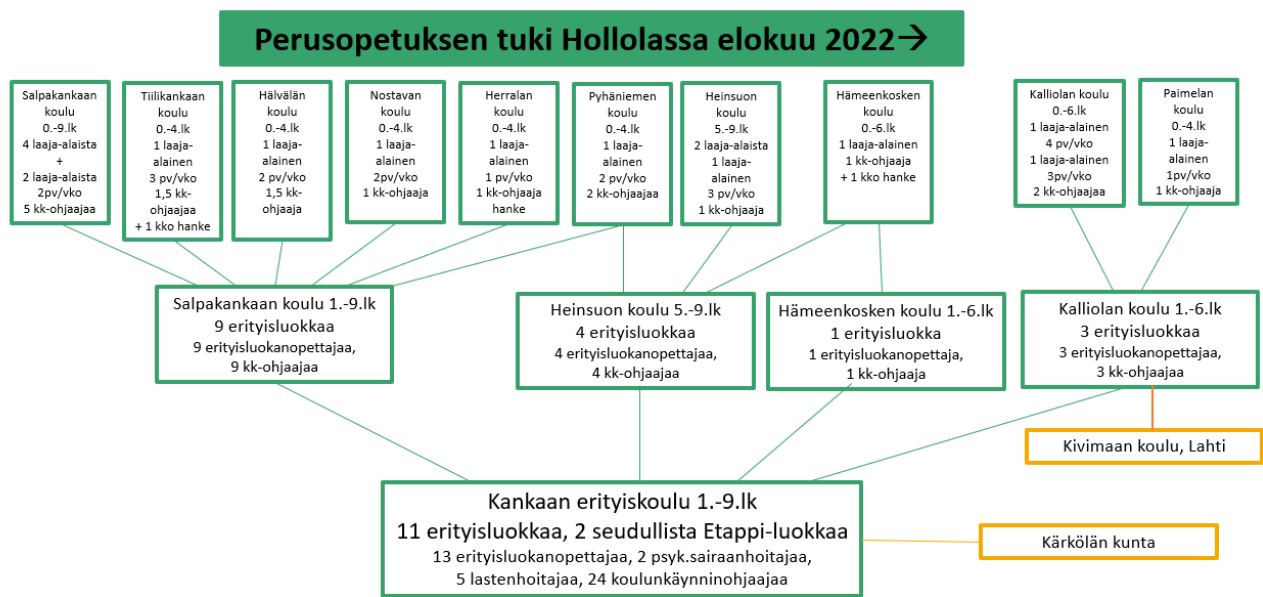 Perusopetuksen tuki Hollolassa elokuu 2022→
Salpakankaan
koulu
0.-9.lk
4 laaja-alaista
+
2 laaja-alaista
2pv/vko
5 kk-ohjaajaa
Tiilikankaan
koulu
0.-4.lk
1 laaja-
alainen
3 pv/vko
1,5 kk-
ohjaajaa
+ 1 kko hanke
Hälvälän
koulu
0.-4.lk
1 laaja-
alainen
2 pv/vko
1,5 kk-
ohjaaja
Nostavan
koulu
0.-4.lk
1 laaja-
alainen
2pv/vko
1 kk-ohjaaja
Herralan
koulu
0.-4.lk
1 laaja-
alainen
1 pv/vko
1 kk-ohjaaja
hanke
Pyhäniemen
koulu
0.-4.lk
1 laaja-
alainen
2 pv/vko
2 kk-ohjaajaa
Heinsuon
koulu
5.-9.lk
2 laaja-alaista
1 laaja-
alainen
3 pv/vko
1 kk-ohjaaja
Hämeenkosken
koulu
0.-6.lk
1 laaja-alainen
1 kk-ohjaaja
+ 1 kko hanke
Kalliolan koulu
0.-6.lk
1 laaja-alainen
4 pv/vko
1 laaja-alainen
3pv/vko
2 kk-ohjaajaa
Paimelan
koulu
0.-4.lk
1 laaja-
alainen
1pv/vko
1 kk-ohjaaja
Salpakankaan koulu 1.-9.lk
9 erityisluokkaa
9 erityisluokanopettajaa,
9 kk-ohjaajaa
Heinsuon koulu 5.-9.lk
4 erityisluokkaa
4 erityisluokanopettajaa,
4 kk-ohjaajaa
Hämeenkosken koulu 1.-6.lk
1 erityisluokka
1 erityisluokanopettaja,
1 kk-ohjaaja
Kalliolan koulu 1.-6.lk
3 erityisluokkaa
3 erityisluokanopettajaa,
3 kk-ohjaajaa
Kivimaan koulu, Lahti
Kankaan erityiskoulu 1.-9.lk
11 erityisluokkaa, 2 seudullista Etappi-luokkaa
13 erityisluokanopettajaa, 2 psyk.sairaanhoitajaa,
5 lastenhoitajaa, 24 koulunkäynninohjaajaa
Kärkölän kunta